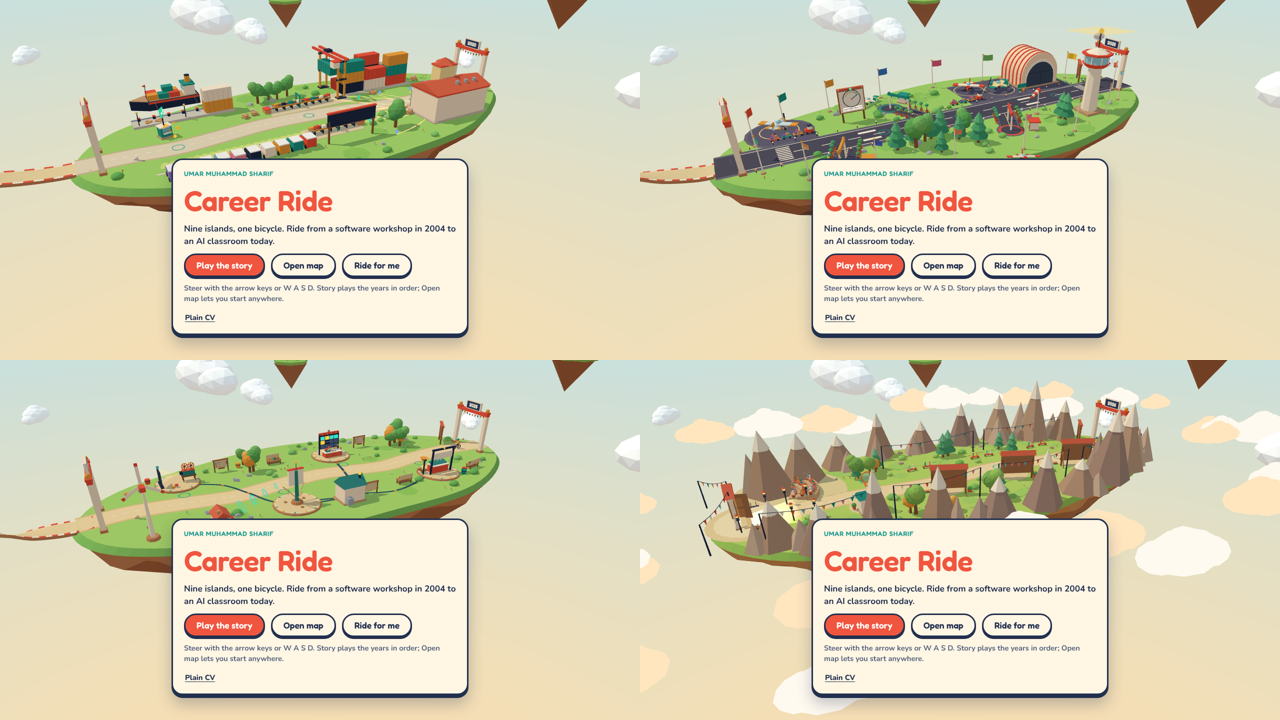 UMAR MUHAMMAD SHARIF
Career Ride
Nine islands, one bicycle. Ride from a software workshop in 2004 to
an AI classroom today.
Play the story
Open map
Ride for me
Steer with the arrow keys or W A S D. Story plays the years in order; Open
map lets you start anywhere.
Plain CV
UMAR MUHAMMAD SHARIF
Career Ride
Nine islands, one bicycle. Ride from a software workshop in 2004 to
an AI classroom today.
Play the story
Open map
Ride for me
Steer with the arrow keys or W A S D. Story plays the years in order; Open
map lets you start anywhere.
Plain CV
UMAR MUHAMMAD SHARIF
Career Ride
Nine islands, one bicycle. Ride from a software workshop in 2004 to
an AI classroom today.
Play the story
Open map
Ride for me
Steer with the arrow keys or W A S D. Story plays the years in order; Open
map lets you start anywhere.
Plain CV
UMAR MUHAMMAD SHARIF
Career Ride
Nine islands, one bicycle. Ride from a software workshop in 2004 to
an AI classroom today.
Play the story
Open map
Ride for me
Steer with the arrow keys or W A S D. Story plays the years in order; Open
map lets you start anywhere.
Plain CV